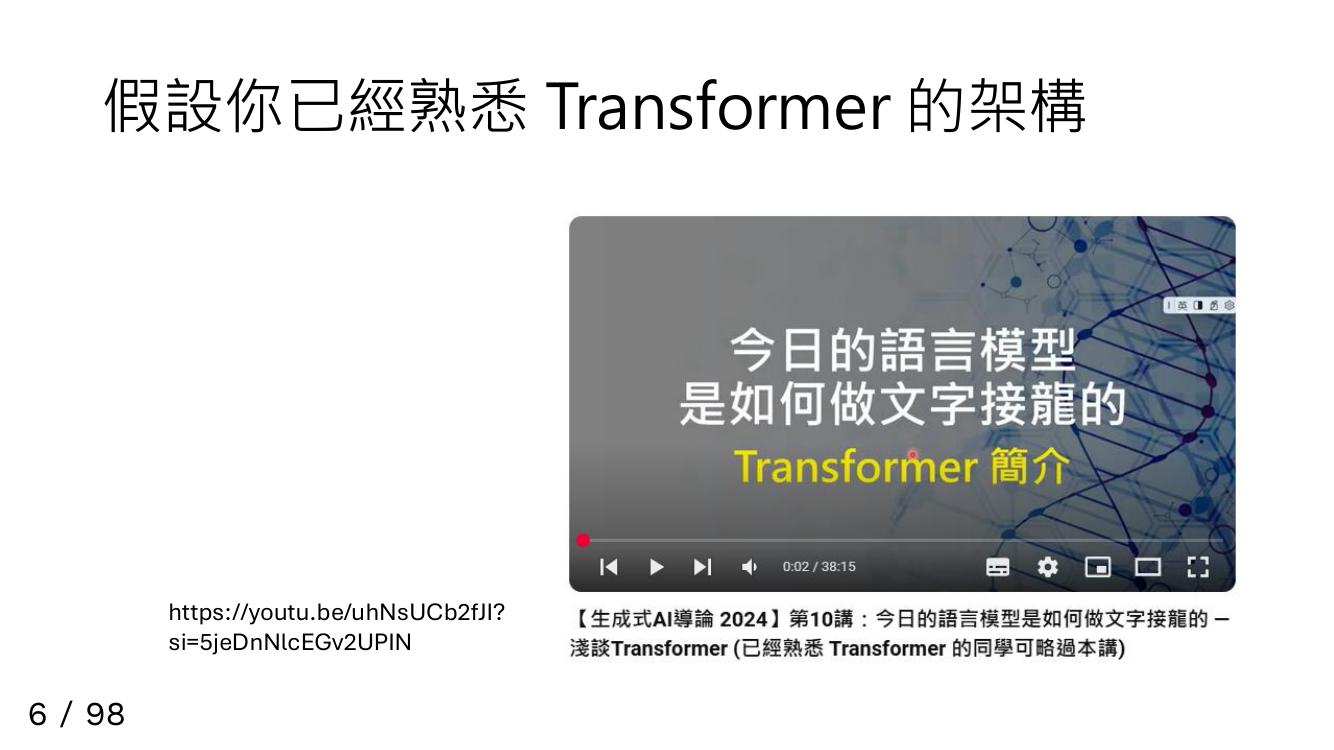 假設你已經熟悉 Transformer 的架構
英
今日的語言模型
是如何做文字接龍的
Transformer 簡介
0:02 / 38:15
https://youtu.be/uhNsUCb2fJI?
si=5jeDnNlcEGv2UPIN
【生成式AI導論 2024】第10講：今日的語言模型是如何做文字接龍的 —
淺談Transformer (已經熟悉 Transformer 的同學可略過本講)
6 / 98